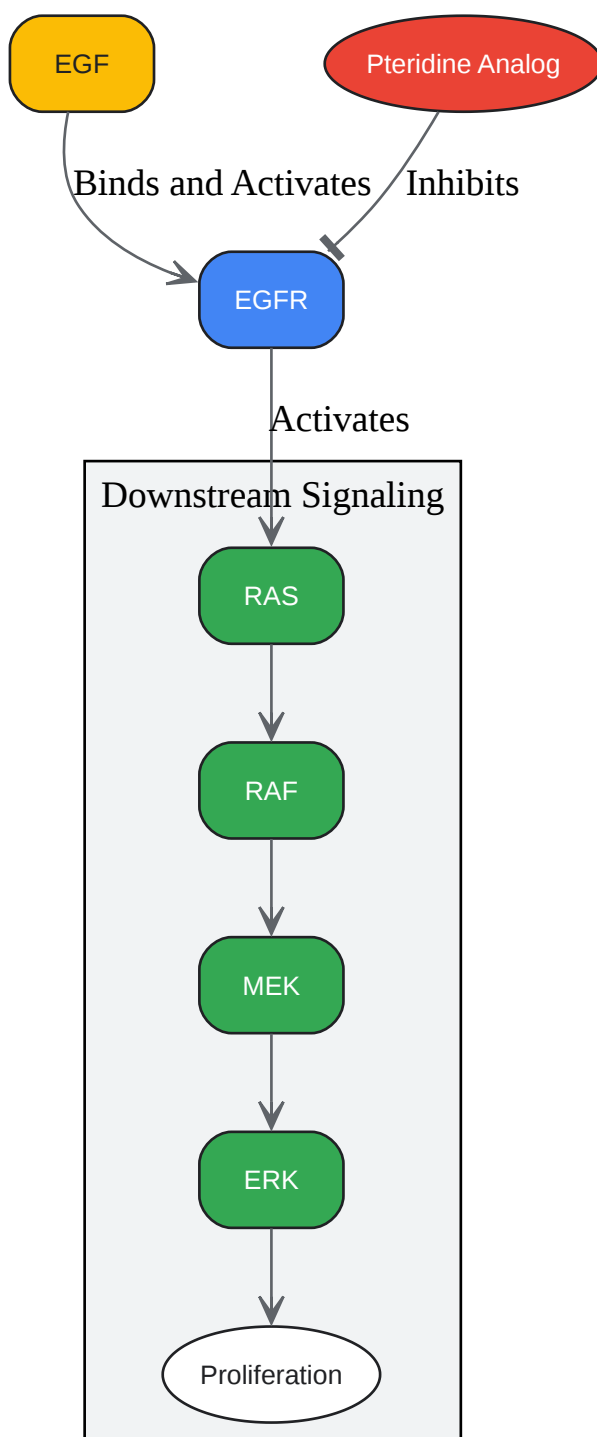 EGF
Pteridine Analog
Binds and Activates
Inhibits
EGFR
Activates
Downstream Signaling
RAS
RAF
MEK
ERK
Proliferation